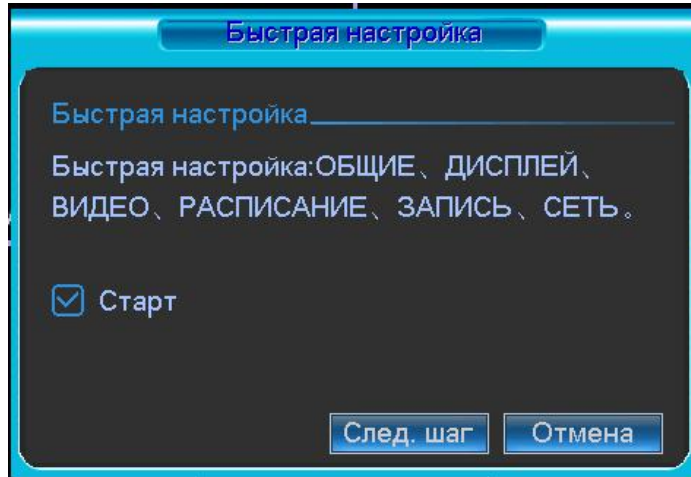 Быстрая настройка
Быстрая настройка
Быстрая настройка:ОБЩИЕ、ДИСПЛЕЙ、
ВИДЕО、РАСПИСАНИЕ、ЗАПИСЬ、СЕТЬ。
Старт
След. шаг Отмена